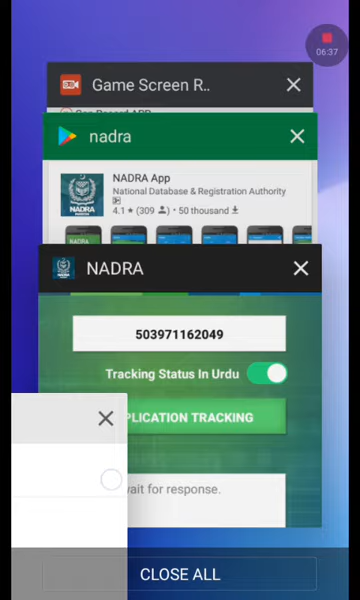 06:37
Game Screen R..
nadra
NADRA App
National Database & Registration Authority
4.1 ★ (309 ) • 50 thousand
NADRA
NADRA
503971162049
Tracking Status In Urdu
PLICATION TRACKING
wait for response.
CLOSE ALL